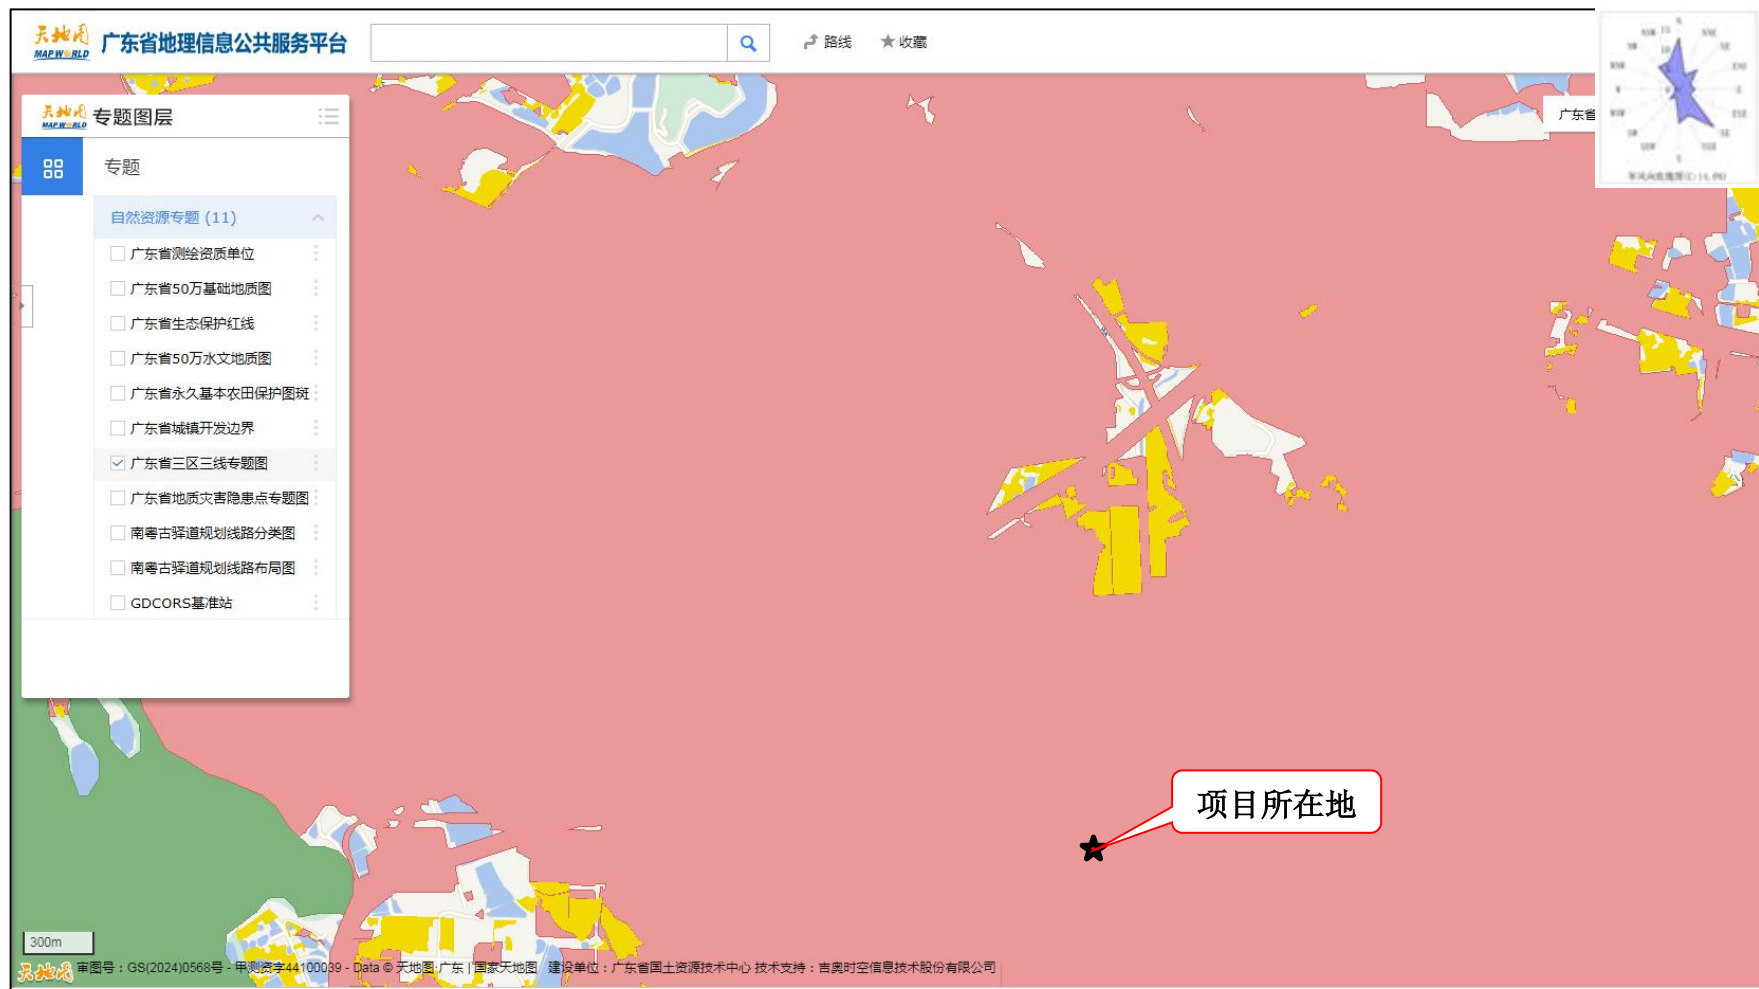 天地图
MAP WORLD
广东省地理信息公共服务平台
路线
收藏
天地图
MAP WORLD
专题图层
专题
自然资源专题 (11)
广东省测绘资质单位
广东省50万基础地质图
广东省生态保护红线
广东省50万水文地质图
广东省永久基本农田保护图斑
广东省城镇开发边界
广东省三区三线专题图
广东省地质灾害隐患点专题图
南粤古驿道规划线路分类图
南粤古驿道规划线路布局图
GDCORS基准站
广东省
N
NNE
NE
ENE
E
ESE
SE
SSE
S
SSW
SW
WSW
W
项目所在地
300m
天地图
审图号：GS(2024)0568号 - 甲测资字44100039 - Data © 天地图·广东 | 国家天地图 建设单位：广东省国土资源技术中心 技术支持：吉奥时空信息技术股份有限公司